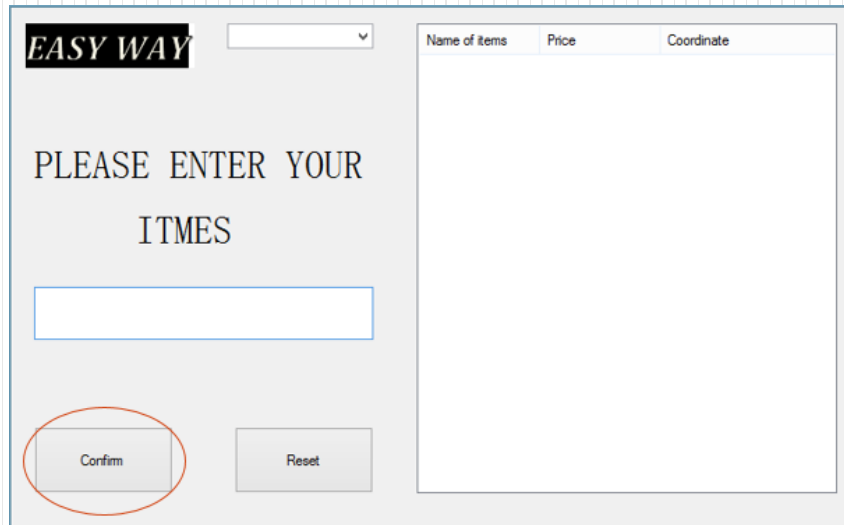 EASY WAY
Name of items Price Coordinate
PLEASE ENTER YOUR
ITMES
Confirm Reset